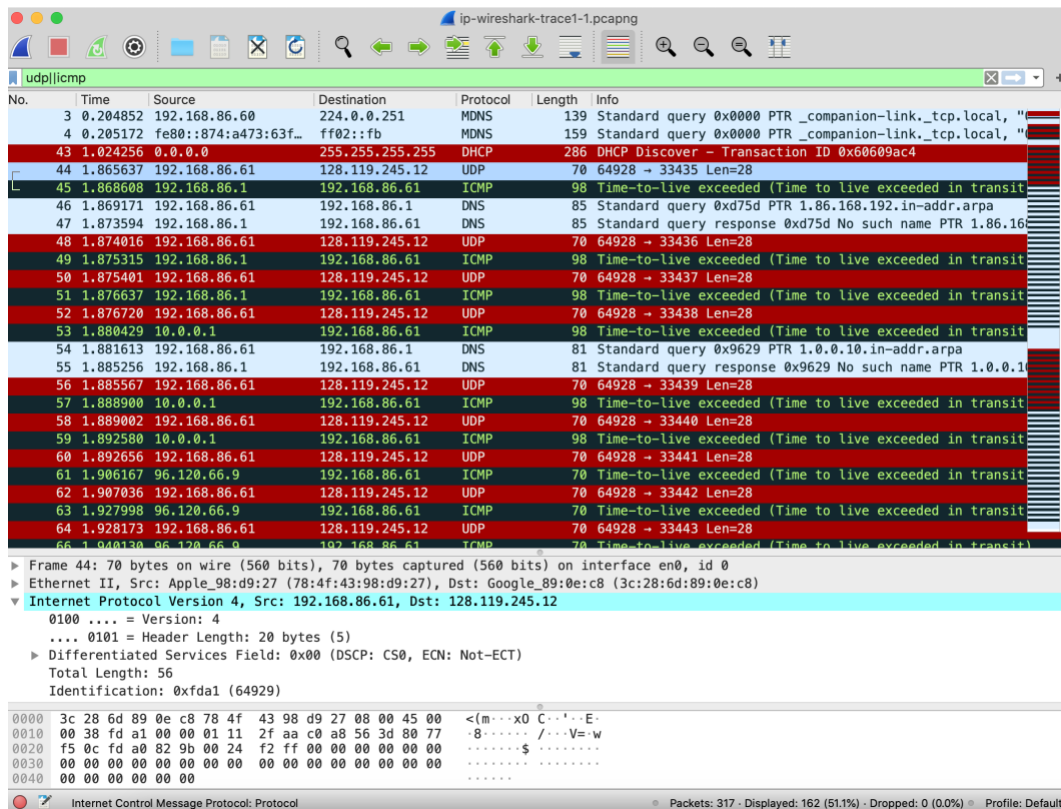 ip-wireshark-trace1-1.pcapng
udp||icmp
No. Time Source Destination Protocol Length Info
3 0.204852 192.168.86.60 224.0.0.251 MDNS 139 Standard query 0x0000 PTR _companion-link._tcp.local, "
4 0.205172 fe80::874:a473:63f… ff02::fb MDNS 159 Standard query 0x0000 PTR _companion-link._tcp.local, "
43 1.024256 0.0.0.0 255.255.255.255 DHCP 286 DHCP Discover – Transaction ID 0x60609ac4
44 1.865637 192.168.86.61 128.119.245.12 UDP 70 64928 → 33435 Len=28
45 1.868608 192.168.86.1 192.168.86.61 ICMP 98 Time-to-live exceeded (Time to live exceeded in transit
46 1.869171 192.168.86.61 192.168.86.1 DNS 85 Standard query 0xd75d PTR 1.86.168.192.in-addr.arpa
47 1.873594 192.168.86.1 192.168.86.61 DNS 85 Standard query response 0xd75d No such name PTR 1.86.168
48 1.874016 192.168.86.61 128.119.245.12 UDP 70 64928 → 33436 Len=28
49 1.875315 192.168.86.1 192.168.86.61 ICMP 98 Time-to-live exceeded (Time to live exceeded in transit
50 1.875401 192.168.86.61 128.119.245.12 UDP 70 64928 → 33437 Len=28
51 1.876637 192.168.86.1 192.168.86.61 ICMP 98 Time-to-live exceeded (Time to live exceeded in transit
52 1.876720 192.168.86.61 128.119.245.12 UDP 70 64928 → 33438 Len=28
53 1.880429 10.0.0.1 192.168.86.61 ICMP 98 Time-to-live exceeded (Time to live exceeded in transit
54 1.881613 192.168.86.61 192.168.86.1 DNS 81 Standard query 0x9629 PTR 1.0.0.10.in-addr.arpa
55 1.885256 192.168.86.1 192.168.86.61 DNS 81 Standard query response 0x9629 No such name PTR 1.0.0.1
56 1.885567 192.168.86.61 128.119.245.12 UDP 70 64928 → 33439 Len=28
57 1.888900 10.0.0.1 192.168.86.61 ICMP 98 Time-to-live exceeded (Time to live exceeded in transit
58 1.889002 192.168.86.61 128.119.245.12 UDP 70 64928 → 33440 Len=28
59 1.892580 10.0.0.1 192.168.86.61 ICMP 98 Time-to-live exceeded (Time to live exceeded in transit
60 1.892656 192.168.86.61 128.119.245.12 UDP 70 64928 → 33441 Len=28
61 1.906167 96.120.66.9 192.168.86.61 ICMP 70 Time-to-live exceeded (Time to live exceeded in transit
62 1.907036 192.168.86.61 128.119.245.12 UDP 70 64928 → 33442 Len=28
63 1.927998 96.120.66.9 192.168.86.61 ICMP 70 Time-to-live exceeded (Time to live exceeded in transit
64 1.928173 192.168.86.61 128.119.245.12 UDP 70 64928 → 33443 Len=28
66 1.940130 96.120.66.9 192.168.86.61 ICMP 70 Time-to-live exceeded (Time to live exceeded in transit)
Frame 44: 70 bytes on wire (560 bits), 70 bytes captured (560 bits) on interface en0, id 0
Ethernet II, Src: Apple_98:d9:27 (78:4f:43:98:d9:27), Dst: Google_89:0e:c8 (3c:28:6d:89:0e:c8)
Internet Protocol Version 4, Src: 192.168.86.61, Dst: 128.119.245.12
0100 .... = Version: 4
.... 0101 = Header Length: 20 bytes (5)
Differentiated Services Field: 0x00 (DSCP: CS0, ECN: Not-ECT)
Total Length: 56
Identification: 0xfda1 (64929)
0000 3c 28 6d 89 0e c8 78 4f 43 98 d9 27 08 00 45 00 <(m···xO C··'··E·
0010 00 38 fd a1 00 00 01 11 2f aa c0 a8 56 3d 80 77 ·8······ /···V=·w
0020 f5 0c fd a0 82 9b 00 24 f2 ff 00 00 00 00 00 00 ·······$ ········
0030 00 00 00 00 00 00 00 00 00 00 00 00 00 00 00 00 ········ ········
0040 00 00 00 00 00 00 ······
Internet Control Message Protocol: Protocol
Packets: 317 · Displayed: 162 (51.1%) · Dropped: 0 (0.0%)
Profile: Default